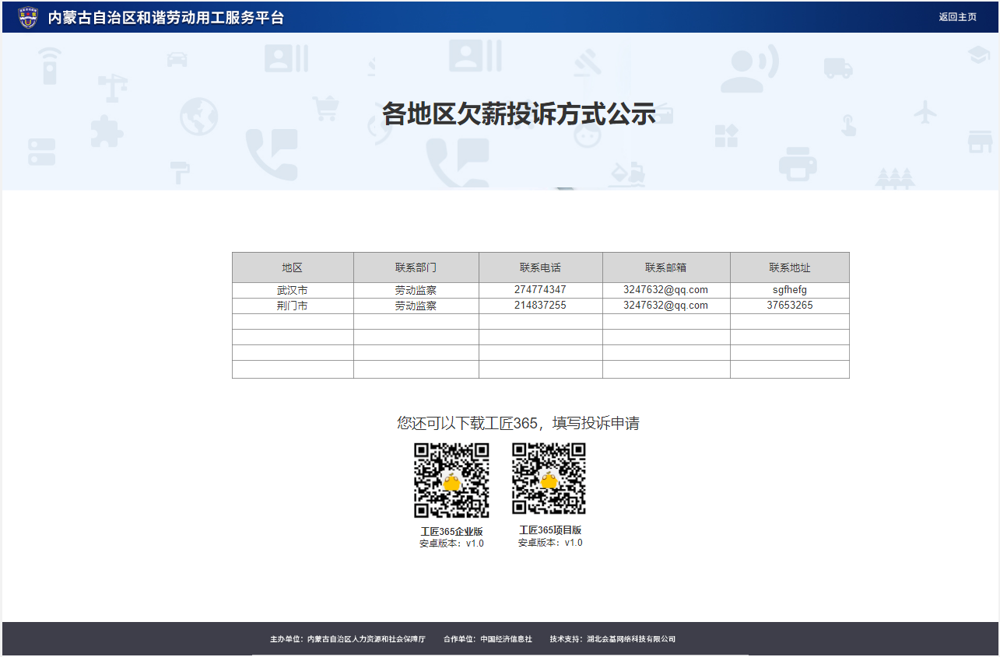 内蒙古自治区和谐劳动用工服务平台 返回主页
各地区欠薪投诉方式公示
地区 联系部门 联系电话 联系邮箱 联系地址
武汉市 劳动监察 274774347 3247632@qq.com sgfhefg
荆门市 劳动监察 214837255 3247632@qq.com 37653265
您还可以下载工匠365，填写投诉申请
工匠365企业版 工匠365项目版
安卓版本：v1.0 安卓版本：v1.0
主办单位：内蒙古自治区人力资源和社会保障厅 合作单位：中国经济信息社 技术支持：湖北会基网络科技有限公司